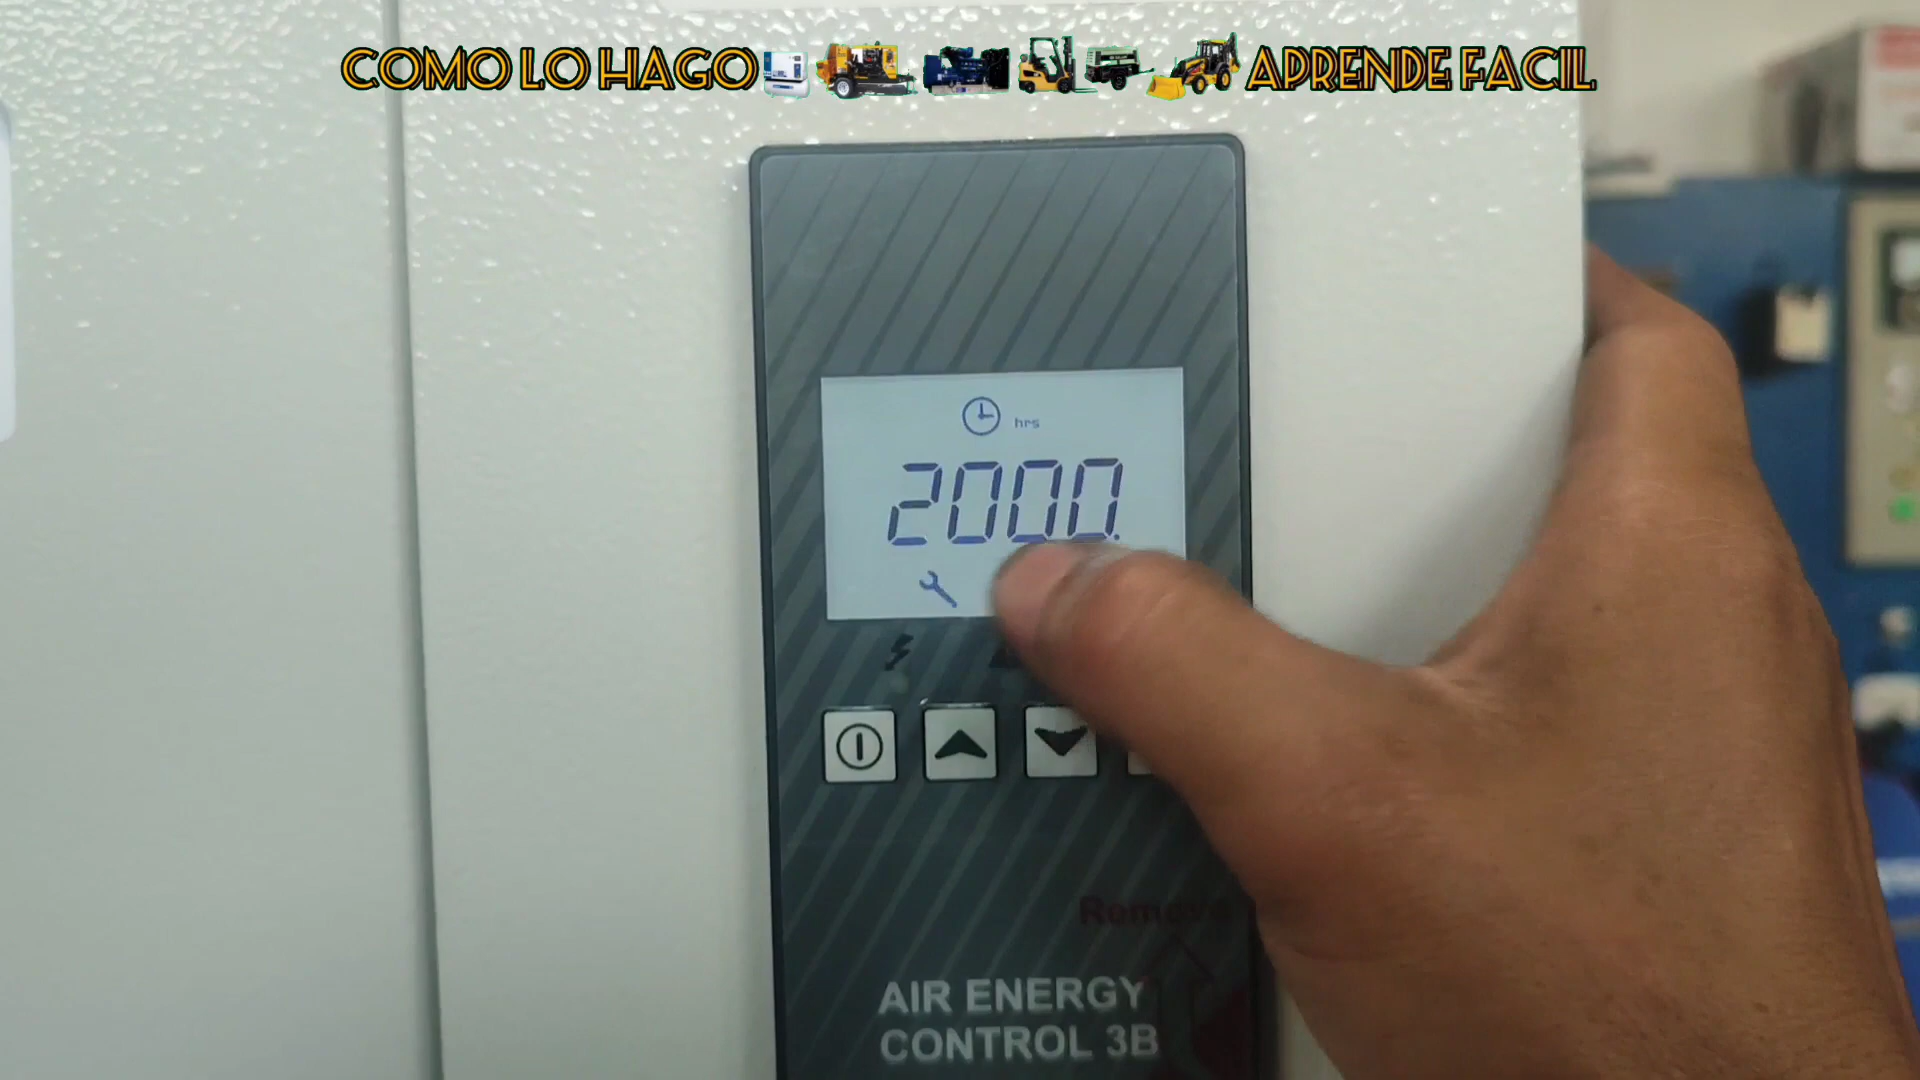 COMO LO HAGO APRENDE FACIL
hrs
2000.
AIR ENERGY
CONTROL 3B